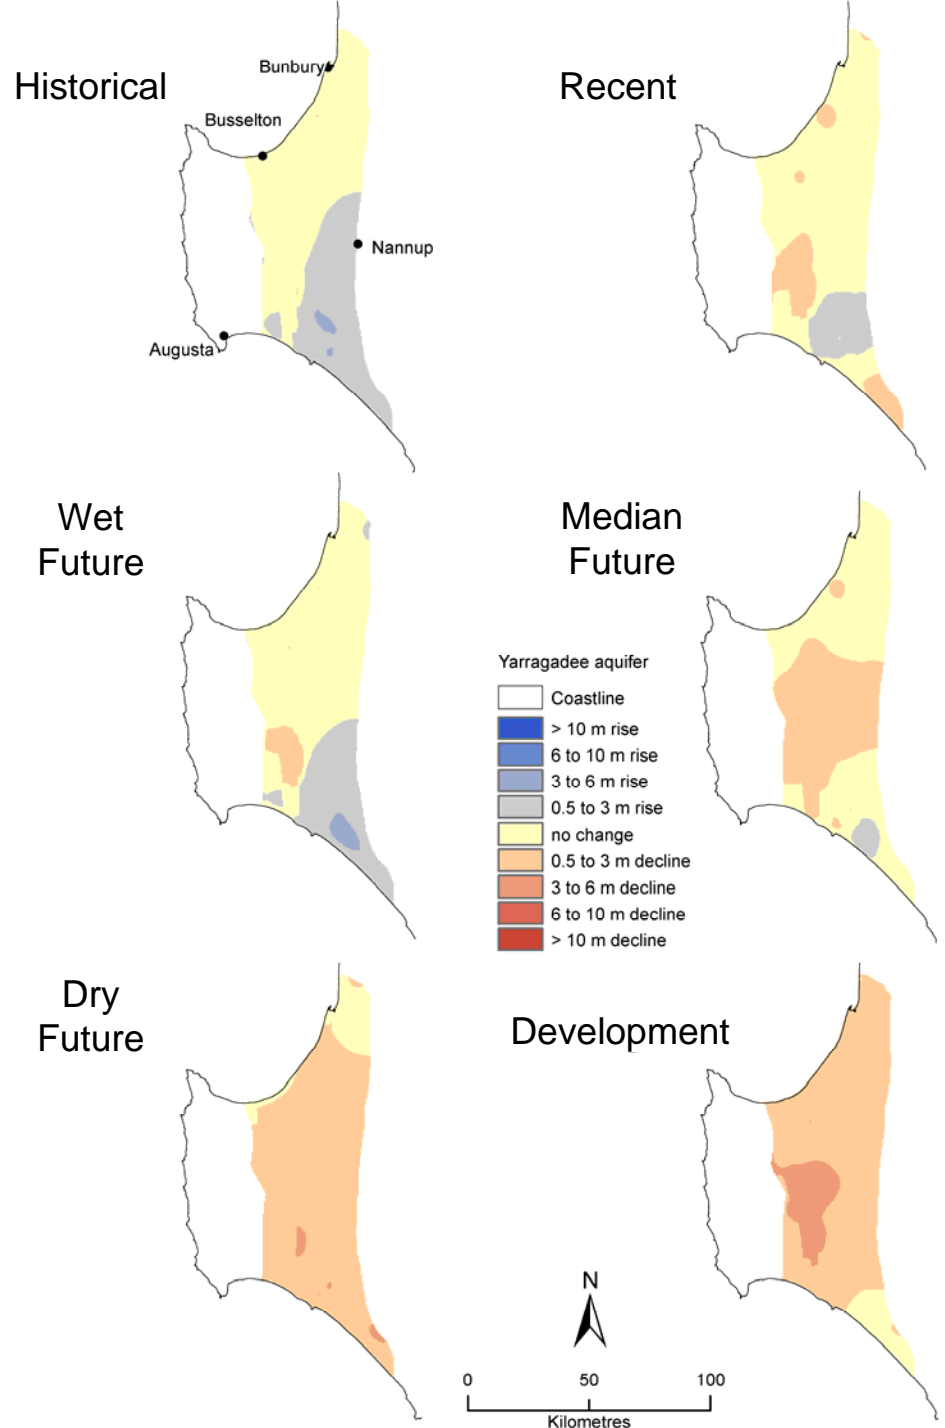 Historical
Bunbury
Busselton
Nannup
Augusta
Recent
Wet
Future
Median
Future
Yarragadee aquifer
Coastline
> 10 m rise
6 to 10 m rise
3 to 6 m rise
0.5 to 3 m rise
no change
0.5 to 3 m decline
3 to 6 m decline
6 to 10 m decline
> 10 m decline
Dry
Future
Development
N
0 50 100
Kilometres